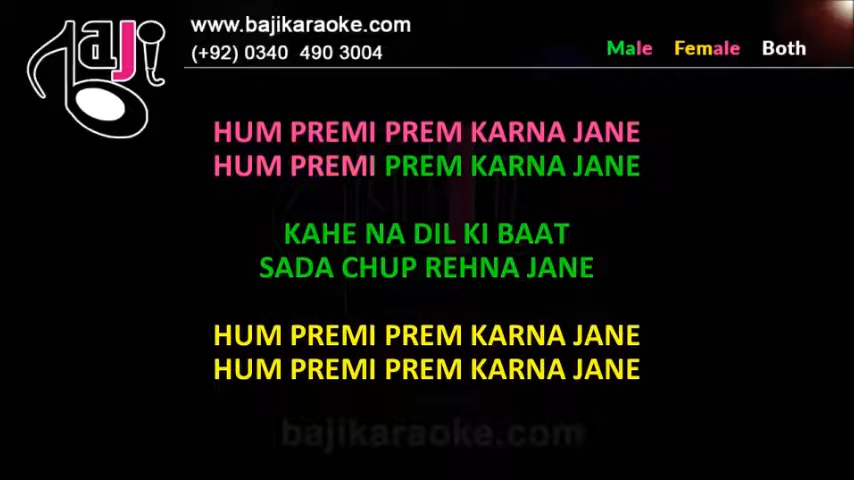 baji
www.bajikaraoke.com
(+92) 0340 490 3004
Male Female Both
HUM PREMI PREM KARNA JANE
HUM PREMI PREM KARNA JANE
KAHE NA DIL KI BAAT
SADA CHUP REHNA JANE
HUM PREMI PREM KARNA JANE
HUM PREMI PREM KARNA JANE
bajikaraoke.com